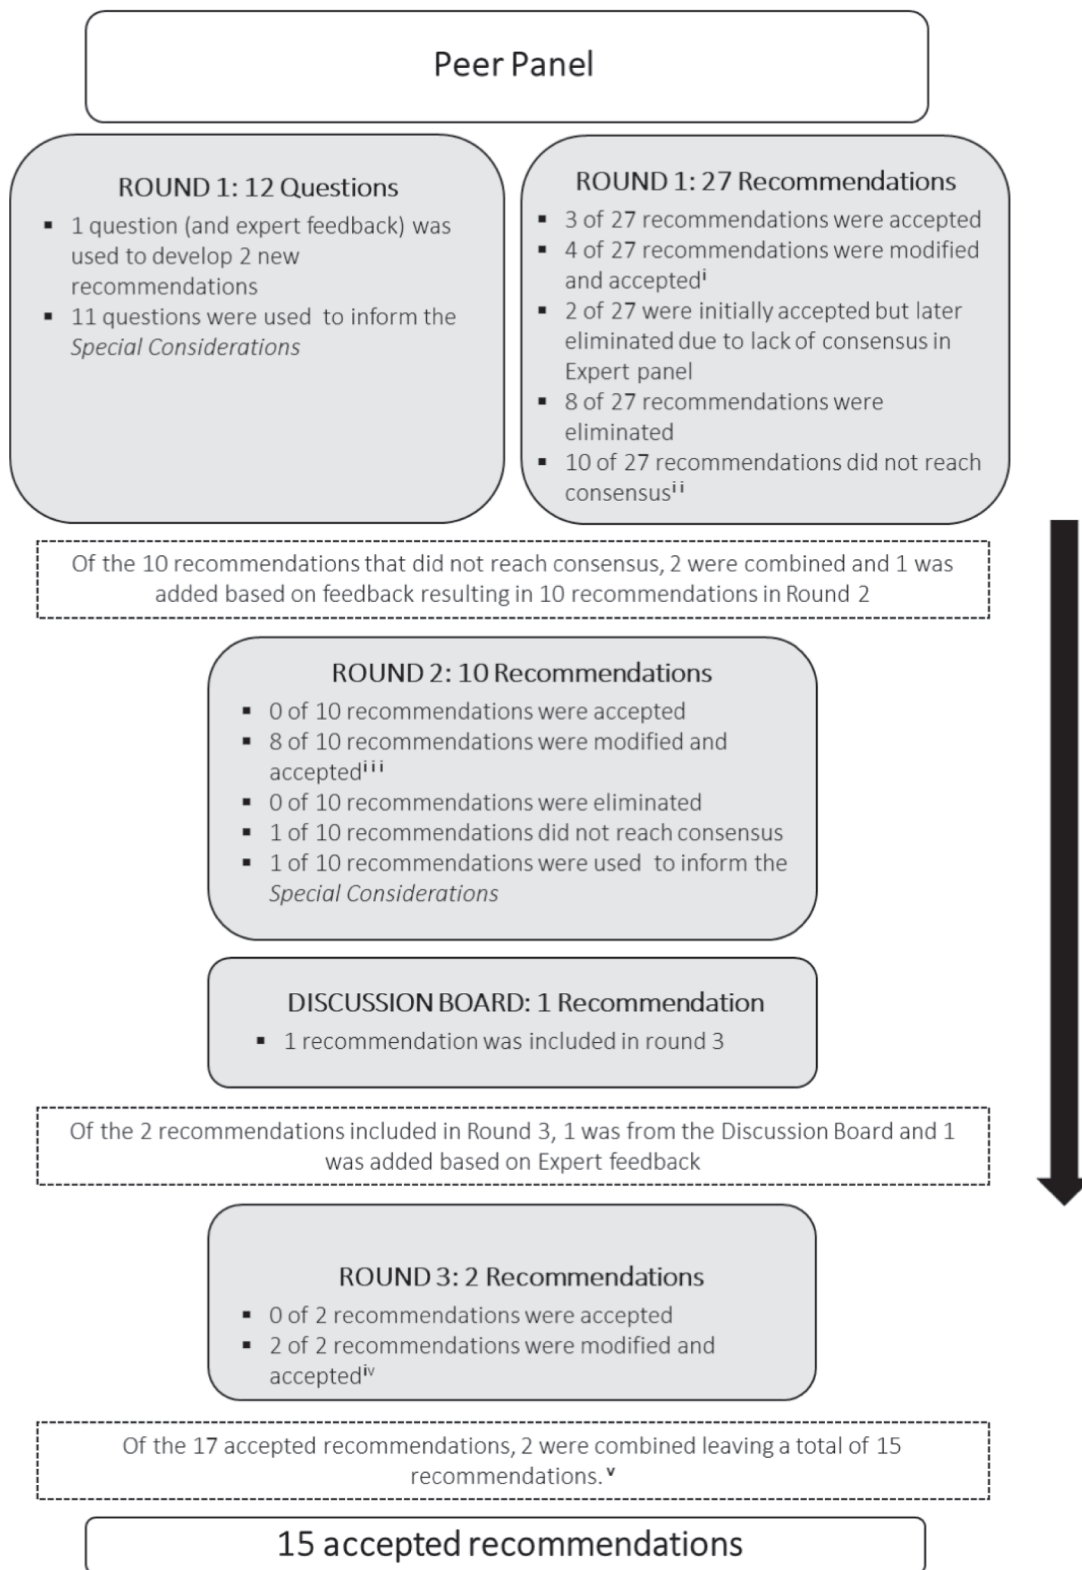 Peer Panel
ROUND 1: 12 Questions
▪ 1 question (and expert feedback) was
used to develop 2 new
recommendations
▪ 11 questions were used to inform the
Special Considerations
ROUND 1: 27 Recommendations
▪ 3 of 27 recommendations were accepted
▪ 4 of 27 recommendations were modified
and acceptedⁱ
▪ 2 of 27 were initially accepted but later
eliminated due to lack of consensus in
Expert panel
▪ 8 of 27 recommendations were
eliminated
▪ 10 of 27 recommendations did not reach
consensusⁱⁱ
Of the 10 recommendations that did not reach consensus, 2 were combined and 1 was
added based on feedback resulting in 10 recommendations in Round 2
ROUND 2: 10 Recommendations
▪ 0 of 10 recommendations were accepted
▪ 8 of 10 recommendations were modified and
acceptedⁱⁱⁱ
▪ 0 of 10 recommendations were eliminated
▪ 1 of 10 recommendations did not reach consensus
▪ 1 of 10 recommendations were used to inform the
Special Considerations
DISCUSSION BOARD: 1 Recommendation
▪ 1 recommendation was included in round 3
Of the 2 recommendations included in Round 3, 1 was from the Discussion Board and 1
was added based on Expert feedback
ROUND 3: 2 Recommendations
▪ 0 of 2 recommendations were accepted
▪ 2 of 2 recommendations were modified and
acceptedⁱᵛ
Of the 17 accepted recommendations, 2 were combined leaving a total of 15
recommendations.ᵛ
15 accepted recommendations